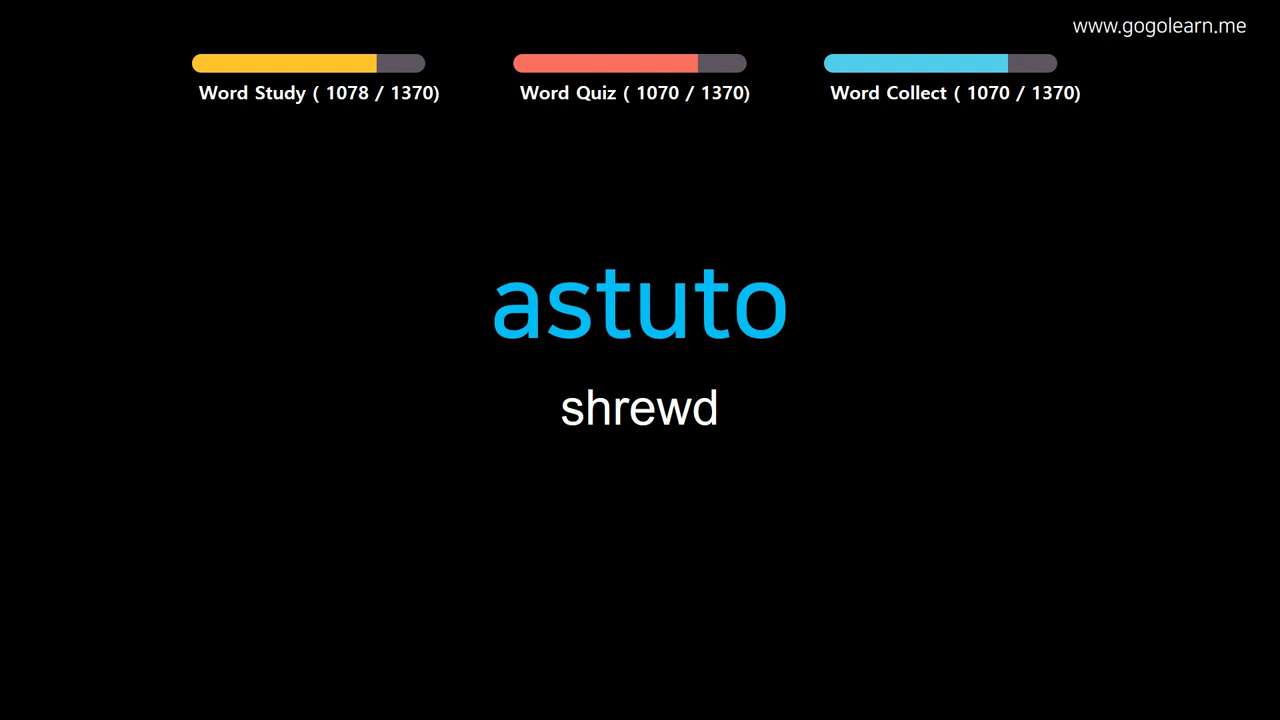 www.gogolearn.me
Word Study ( 1078 / 1370)
Word Quiz ( 1070 / 1370)
Word Collect ( 1070 / 1370)
astuto
shrewd